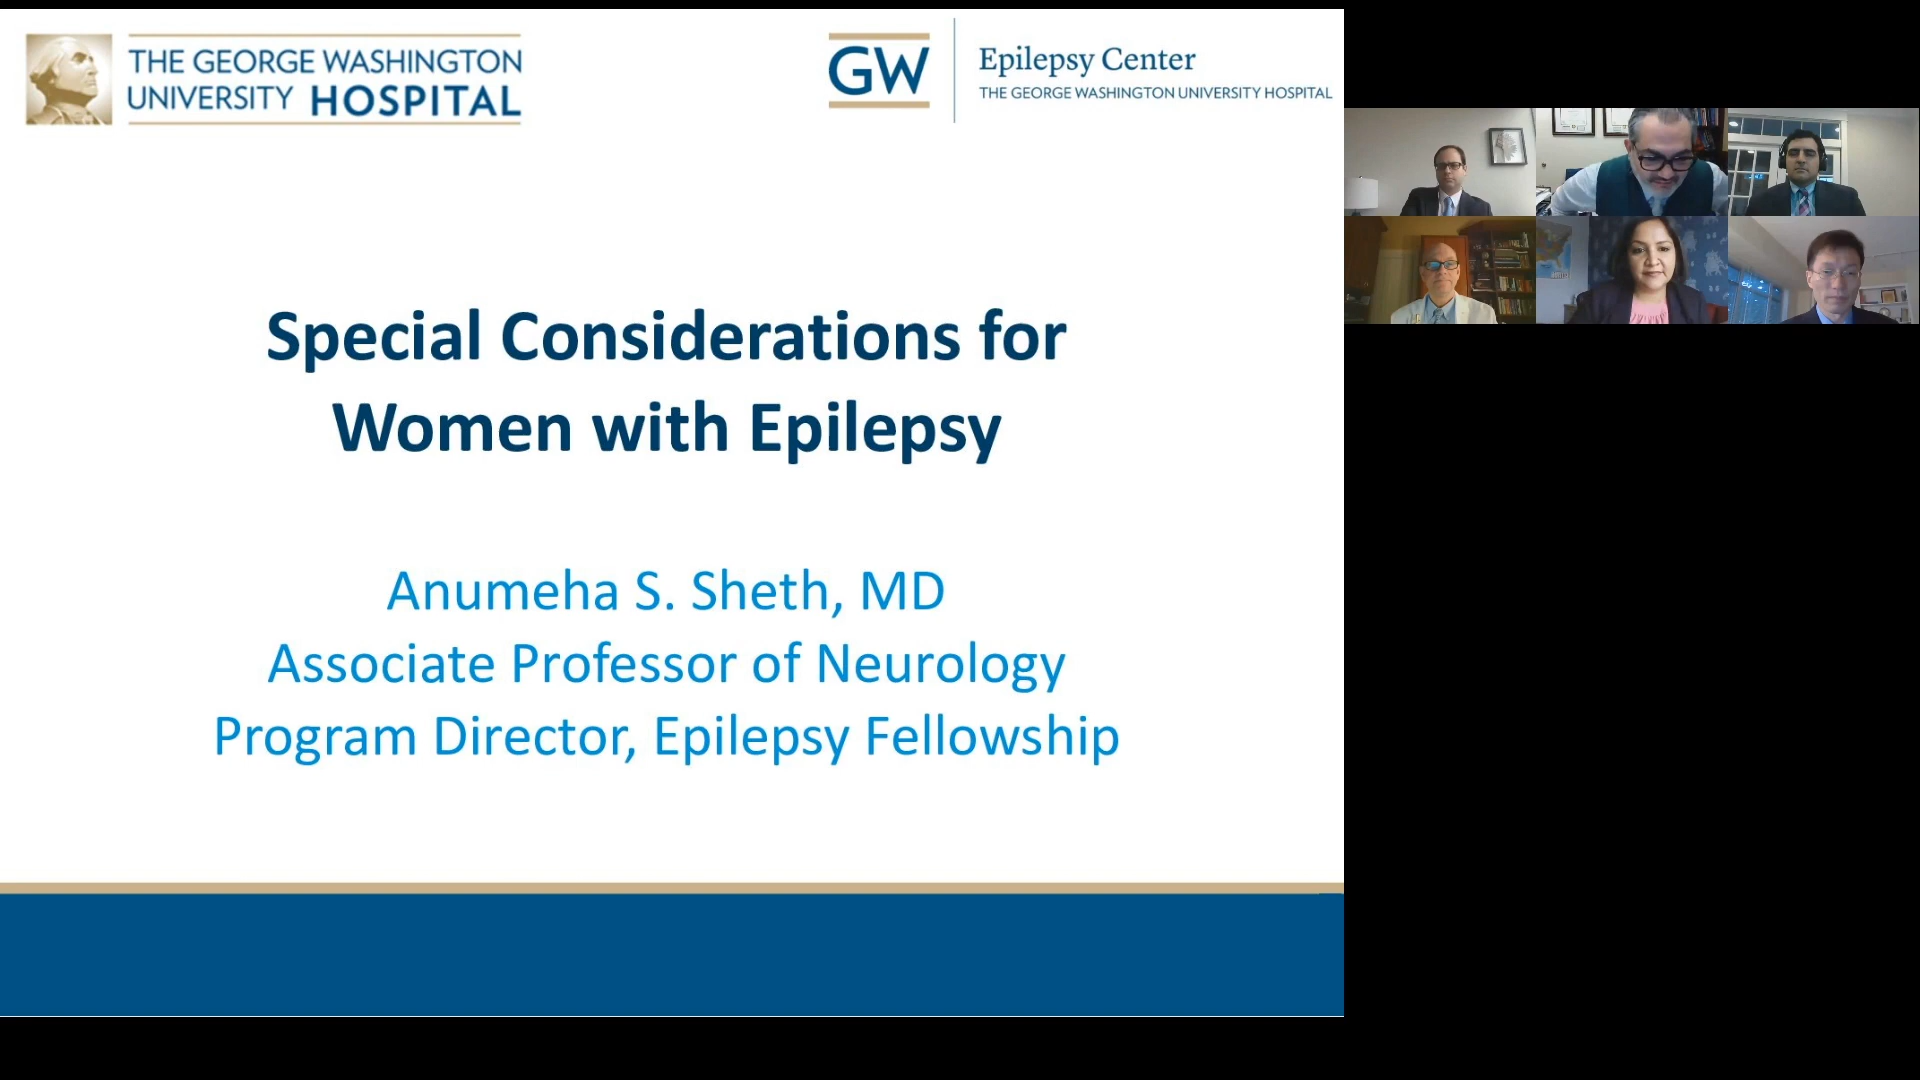 THE GEORGE WASHINGTON
UNIVERSITY HOSPITAL
GW
Epilepsy Center
THE GEORGE WASHINGTON UNIVERSITY HOSPITAL
Special Considerations for
Women with Epilepsy
Anumeha S. Sheth, MD
Associate Professor of Neurology
Program Director, Epilepsy Fellowship